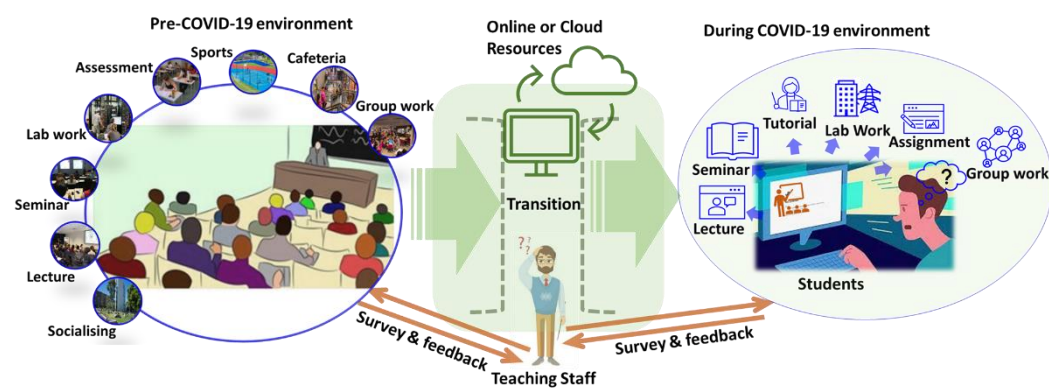 Pre-COVID-19 environment
Sports
Cafeteria
Assessment
Group work
Lab work
Seminar
Lecture
Socialising
Online or Cloud
Resources
Transition
??
?
Survey & feedback
Survey & feedback
Teaching Staff
During COVID-19 environment
Tutorial
Lab Work
Assignment
Seminar
?
Group work
Lecture
Students